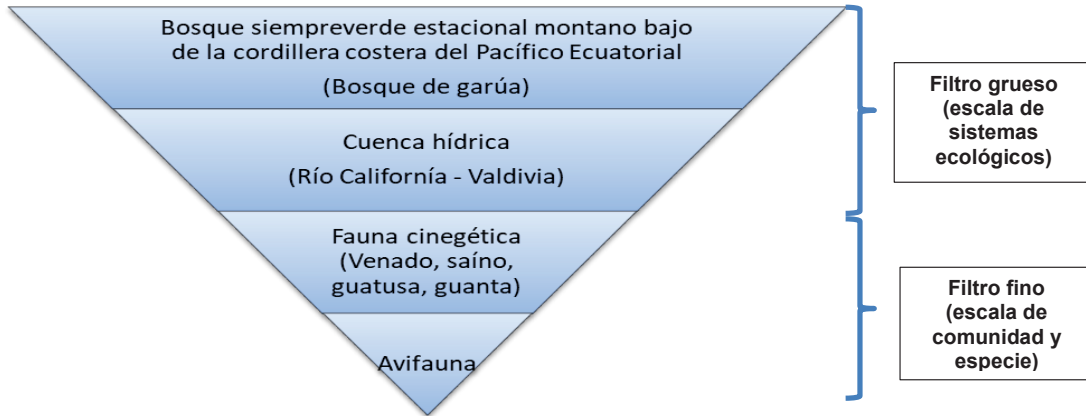 Bosque siempreverde estacional montano bajo
de la cordillera costera del Pacífico Ecuatorial
(Bosque de garúa)
Cuenca hídrica
(Río Californía - Valdivia)
Fauna cinegética
(Venado, saíno,
guatusa, guanta)
Avifauna
Filtro grueso
(escala de
sistemas
ecológicos)
Filtro fino
(escala de
comunidad y
especie)